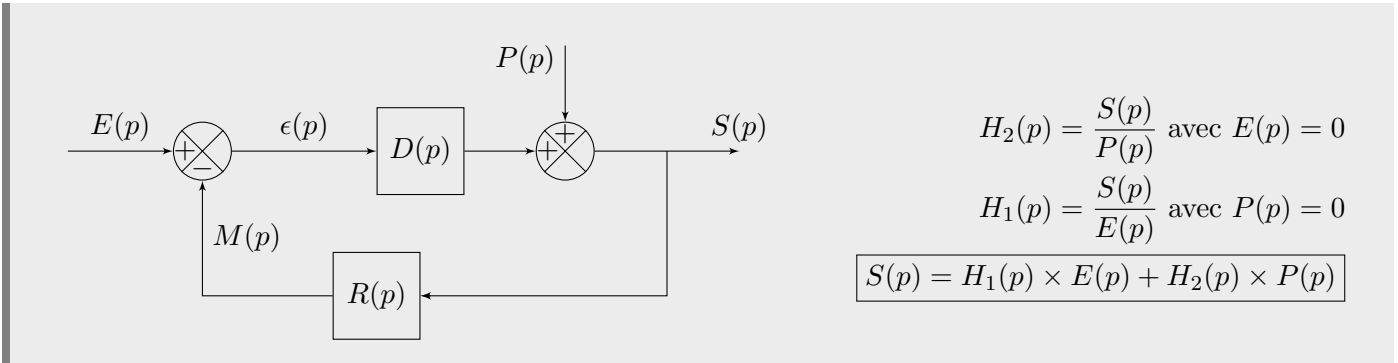 P(p)
E(p)
ϵ(p)
D(p)
S(p)
+
−
+
+
M(p)
R(p)
H₂(p) = S(p)/P(p) avec E(p) = 0
H₁(p) = S(p)/E(p) avec P(p) = 0
S(p) = H₁(p) × E(p) + H₂(p) × P(p)